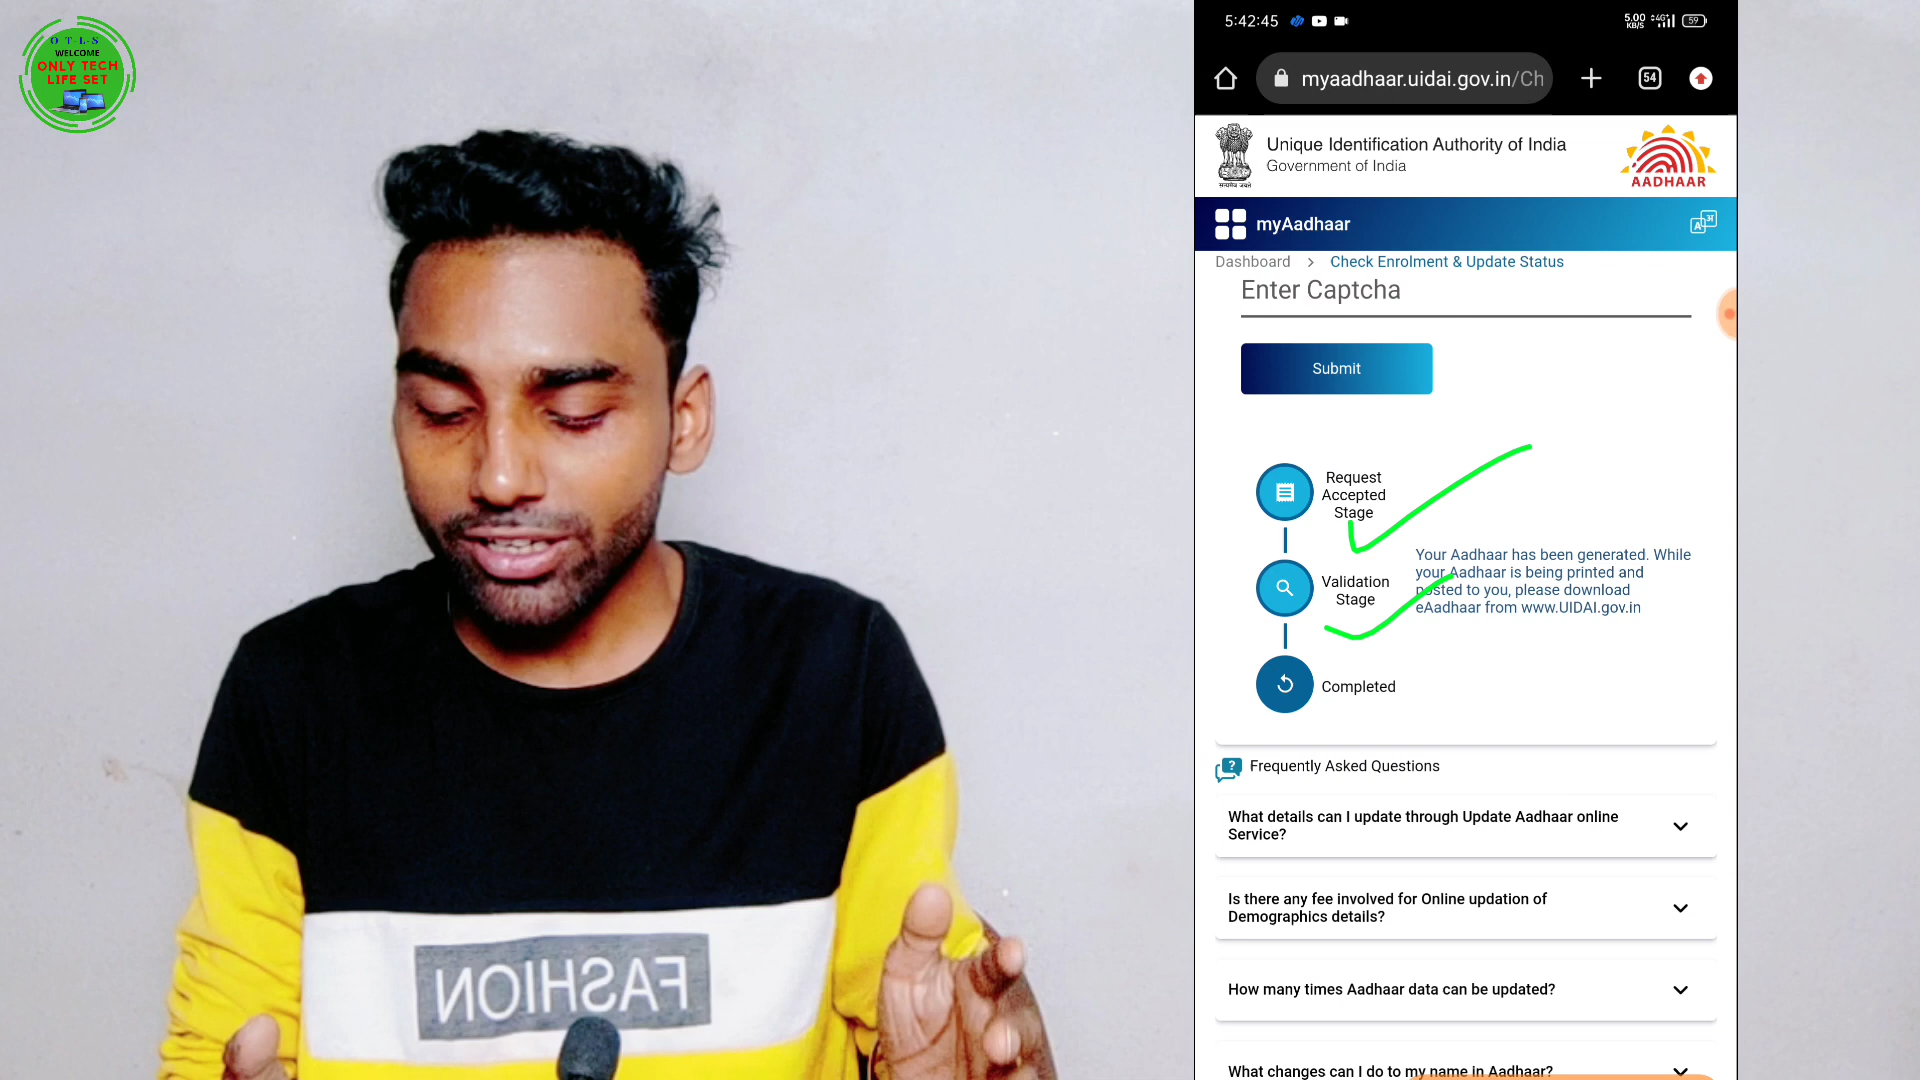 O T L S
WELCOME
ONLY TECH
LIFE SET
FASHION
5:42:45
5.00
KB/S
4G+
59
myaadhaar.uidai.gov.in/Ch
54
Unique Identification Authority of India
Government of India
सत्यमेव जयते
AADHAAR
myAadhaar
Dashboard > Check Enrolment & Update Status
Enter Captcha
Submit
Request
Accepted
Stage
Your Aadhaar has been generated. While
your Aadhaar is being printed and
posted to you, please download
eAadhaar from www.UIDAI.gov.in
Validation
Stage
Completed
Frequently Asked Questions
What details can I update through Update Aadhaar online
Service?
Is there any fee involved for Online updation of
Demographics details?
How many times Aadhaar data can be updated?
What changes can I do to my name in Aadhaar?